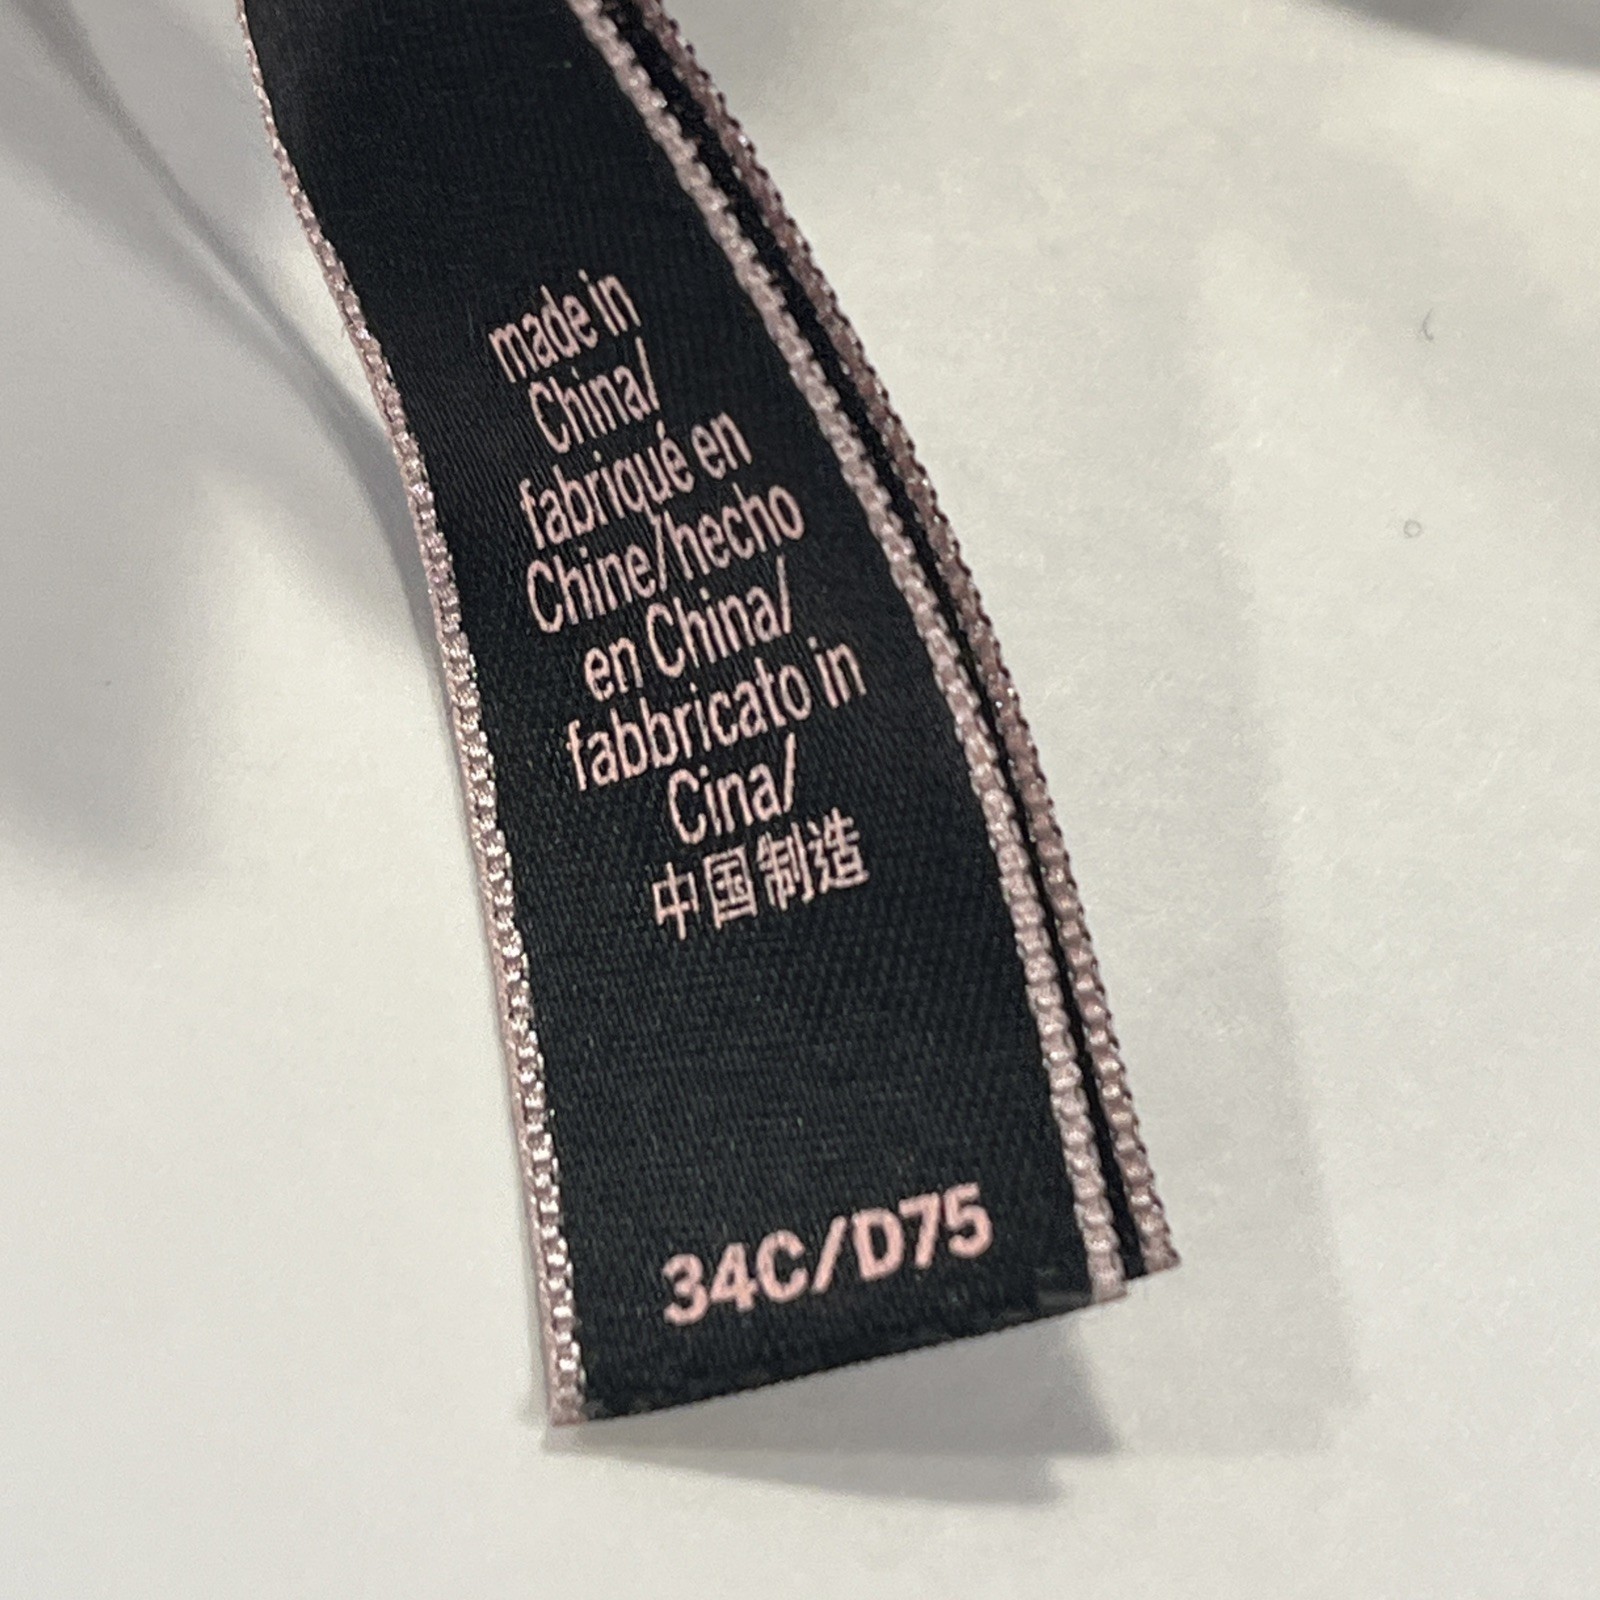 made in
China/
fabriqué en
Chine/hecho
en China/
fabbricato in
Cina/
中国制造
34C/D75